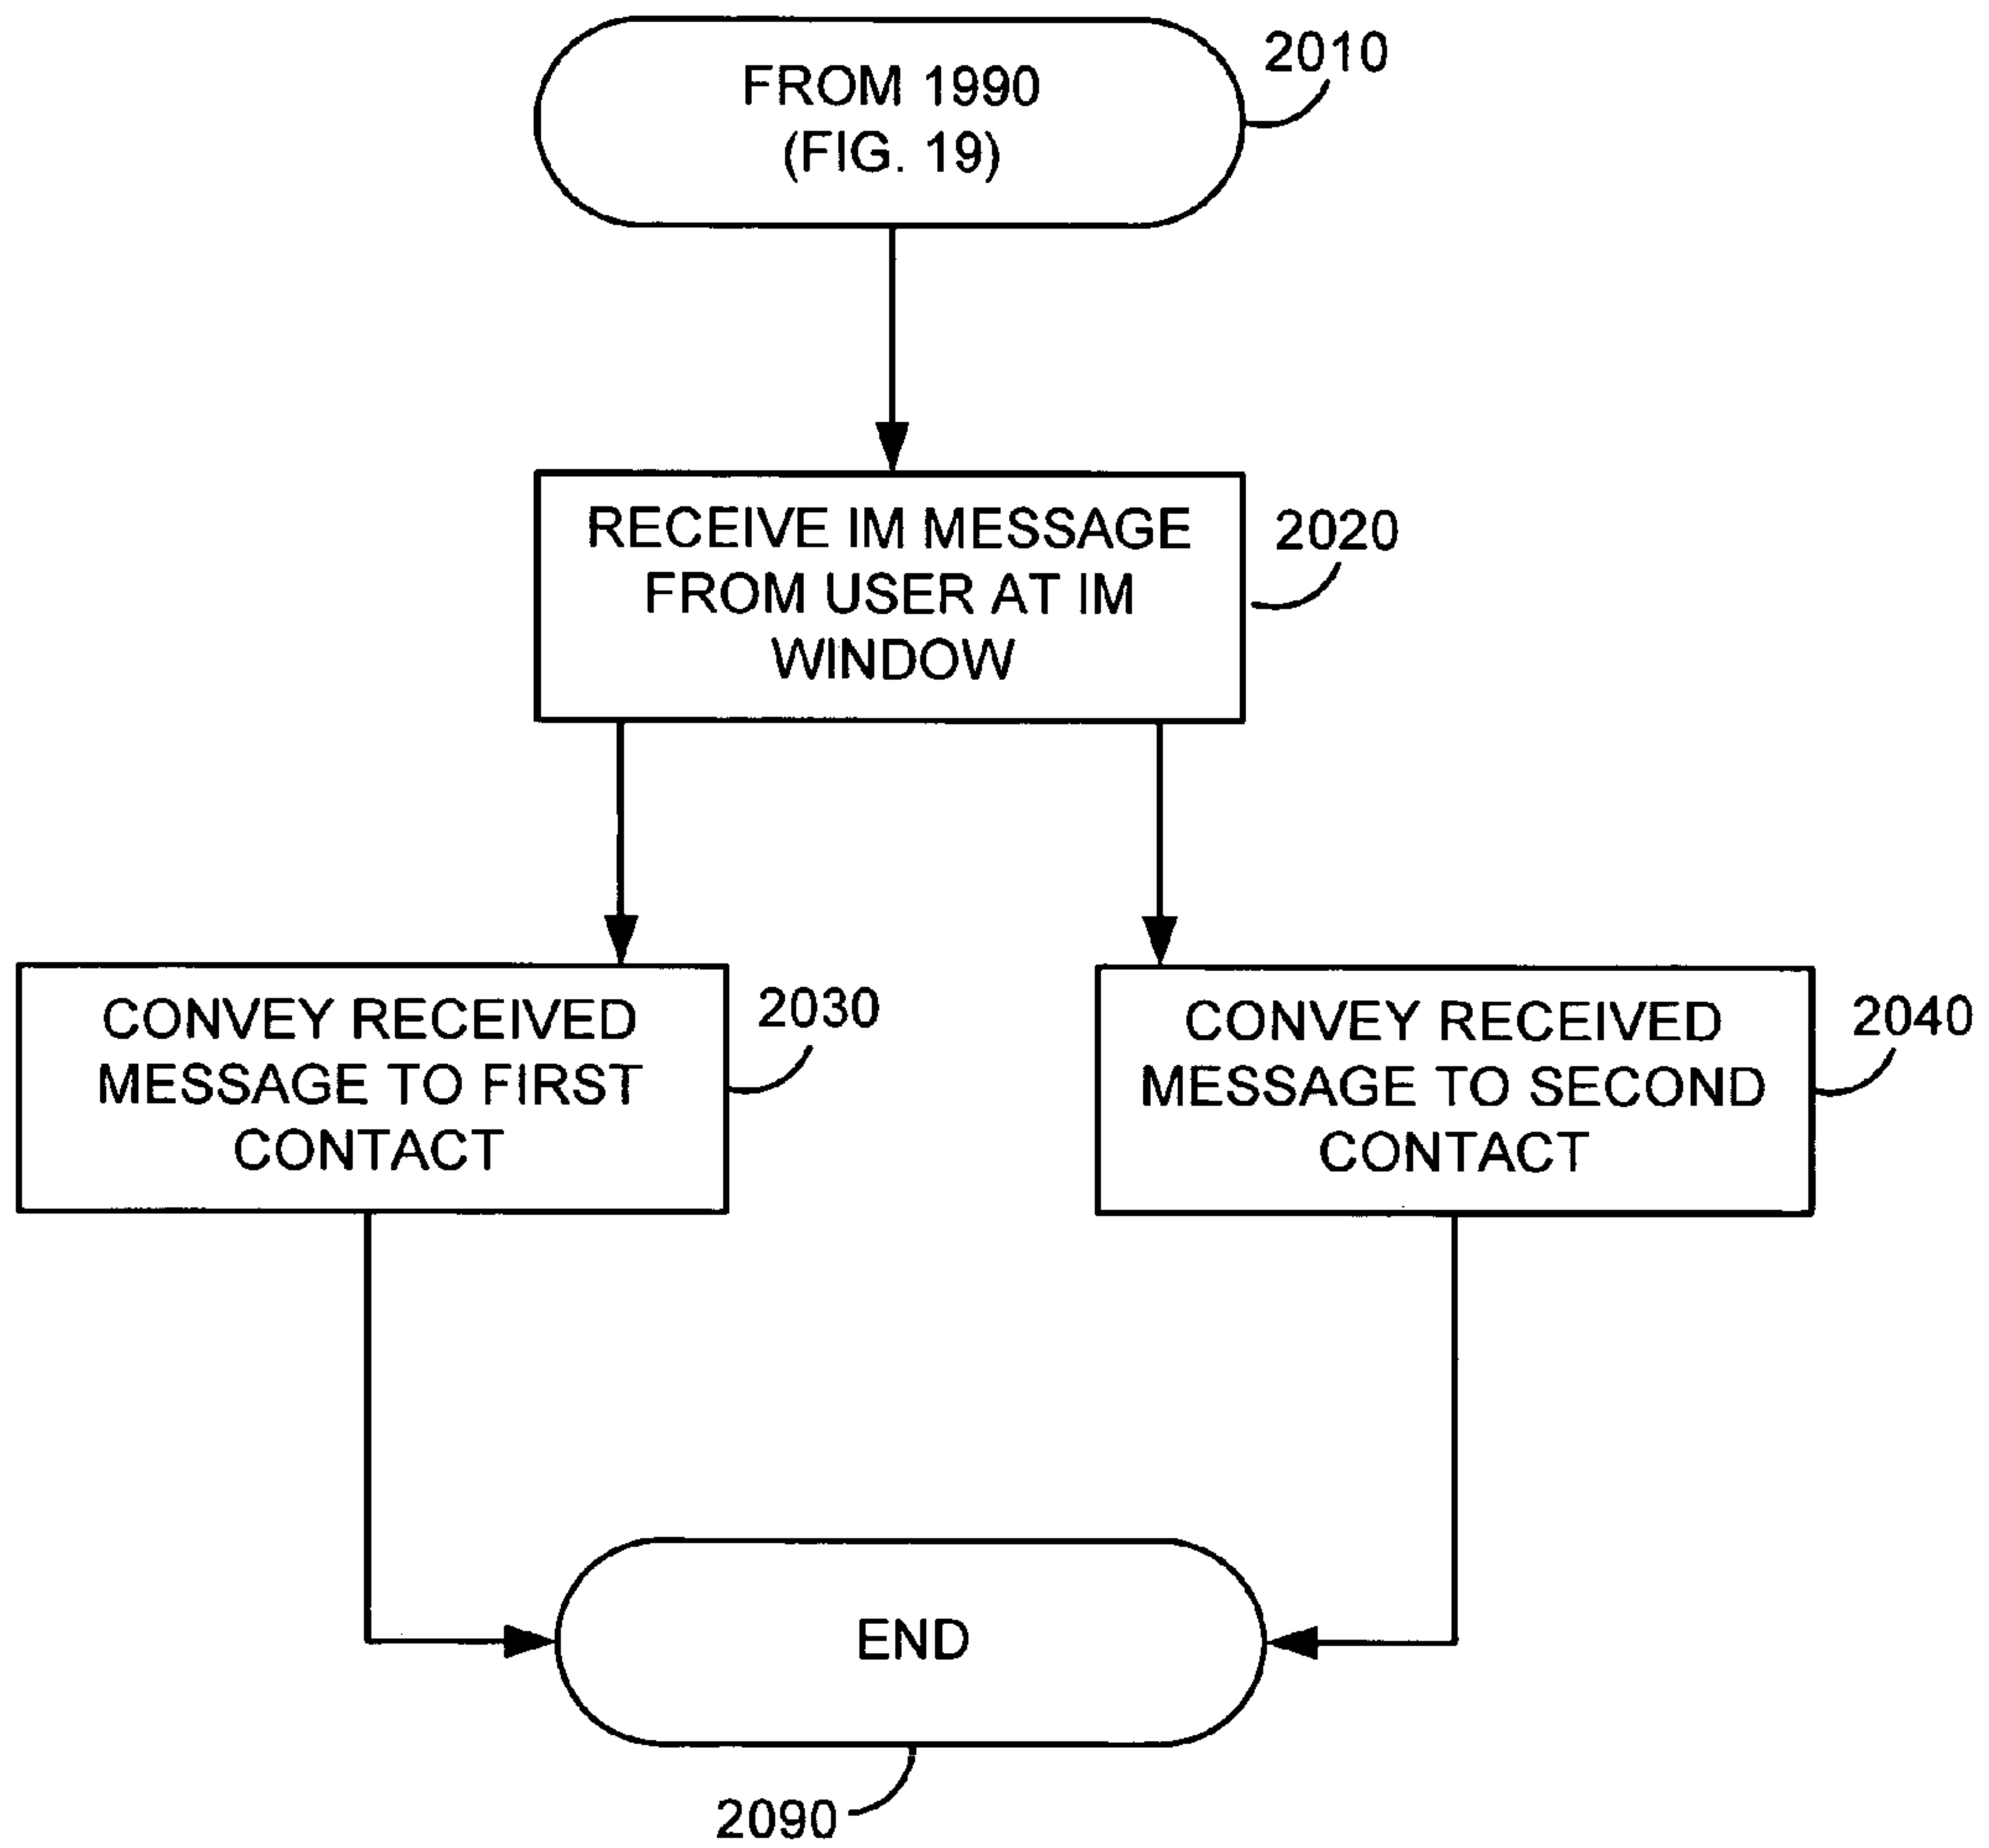 FROM 1990
(FIG. 19)
2010
RECEIVE IM MESSAGE
FROM USER AT IM
WINDOW
2020
CONVEY RECEIVED
MESSAGE TO FIRST
CONTACT
2030
CONVEY RECEIVED
MESSAGE TO SECOND
CONTACT
2040
END
2090